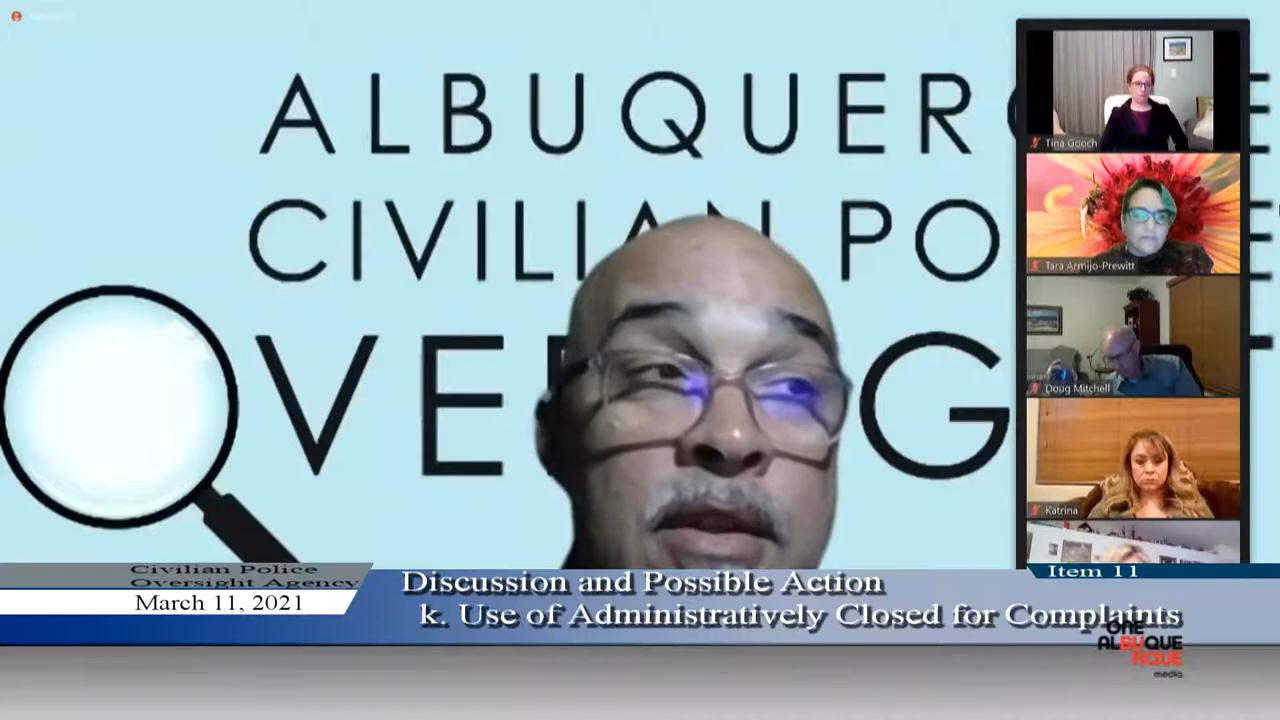 ALBUQUER E
CIVILIAN PO E
OVE G T
Tina Gooch
Tara Armijo-Prewitt
Doug Mitchell
Katrina
Civilian Police
Oversight Agency
March 11, 2021
Discussion and Possible Action
k. Use of Administratively Closed for Complaints
Item 11
ONE
ALBUQUE
RQUE
media